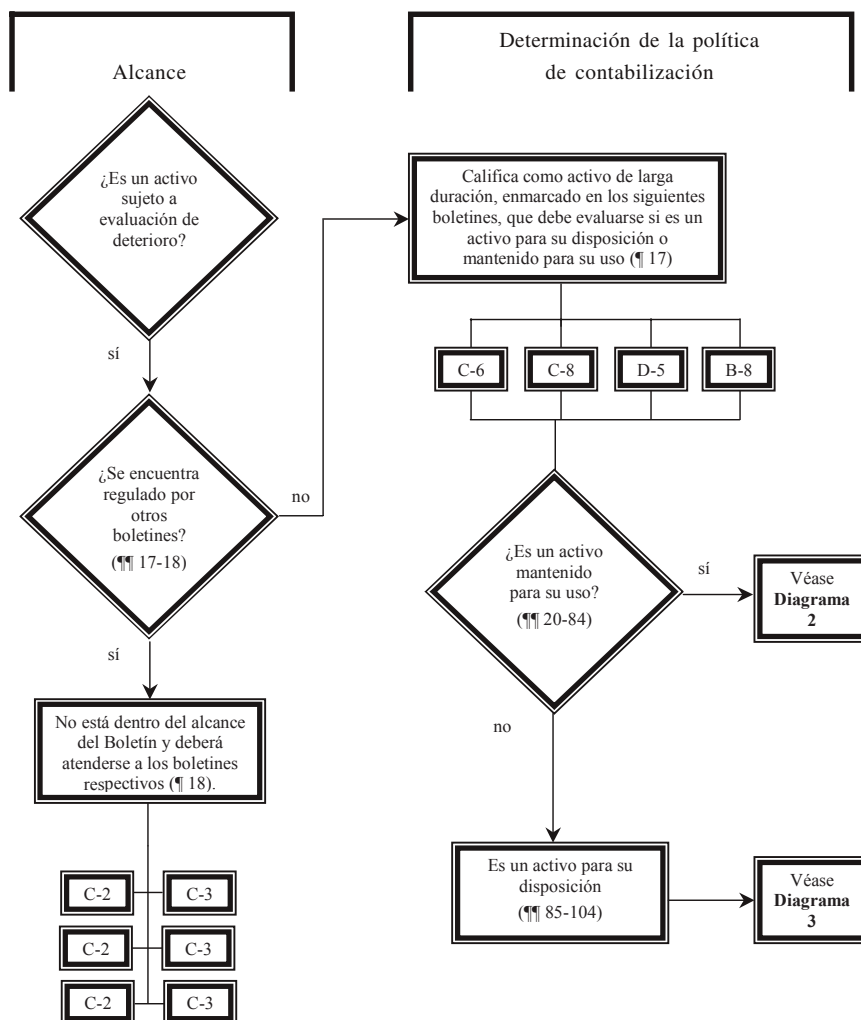 Alcance
¿Es un activo
sujeto a
evaluación de
deterioro?
sí
¿Se encuentra
regulado por
otros
boletines?
(¶¶ 17-18)
no
sí
No está dentro del alcance
del Boletín y deberá
atenderse a los boletines
respectivos (¶ 18).
C-2
C-3
C-2
C-3
C-2
C-3
Determinación de la política
de contabilización
Califica como activo de larga
duración, enmarcado en los siguientes
boletines, que debe evaluarse si es un
activo para su disposición o
mantenido para su uso (¶ 17)
C-6
C-8
D-5
B-8
¿Es un activo
mantenido
para su uso?
(¶¶ 20-84)
sí
Véase
Diagrama
2
no
Es un activo para su
disposición
(¶¶ 85-104)
Véase
Diagrama
3